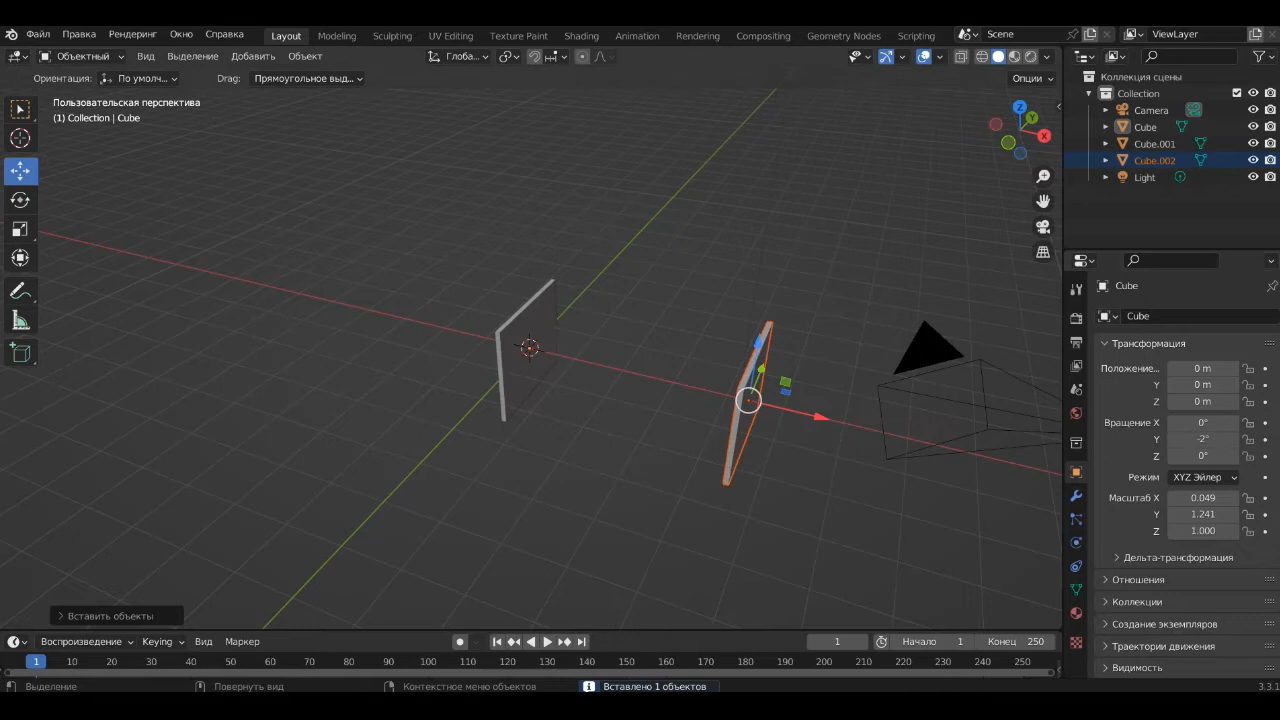 Файл Правка Рендеринг Окно Справка Layout Modeling Sculpting UV Editing Texture Paint Shading Animation Rendering Compositing Geometry Nodes Scripting Scene ViewLayer
Объектный Вид Выделение Добавить Объект Глоба...
Ориентация: По умолч... Drag: Прямоугольное выд... Опции
Пользовательская перспектива
(1) Collection | Cube
Z
Y
X
Коллекция сцены
Collection
Camera
Cube
Cube.001
Cube.002
Light
Cube
Cube
Трансформация
Положение... 0 m
Y 0 m
Z 0 m
Вращение X 0°
Y -2°
Z 0°
Режим XYZ Эйлер
Масштаб X 0.049
Y 1.241
Z 1.000
Дельта-трансформация
Отношения
Коллекции
Создание экземпляров
Траектории движения
Видимость
Вставить объекты
Воспроизведение Keying Вид Маркер 1 Начало 1 Конец 250
1 10 20 30 40 50 60 70 80 90 100 110 120 130 140 150 160 170 180 190 200 210 220 230 240 250
Выделение Повернуть вид Контекстное меню объектов Вставлено 1 объектов 3.3.1